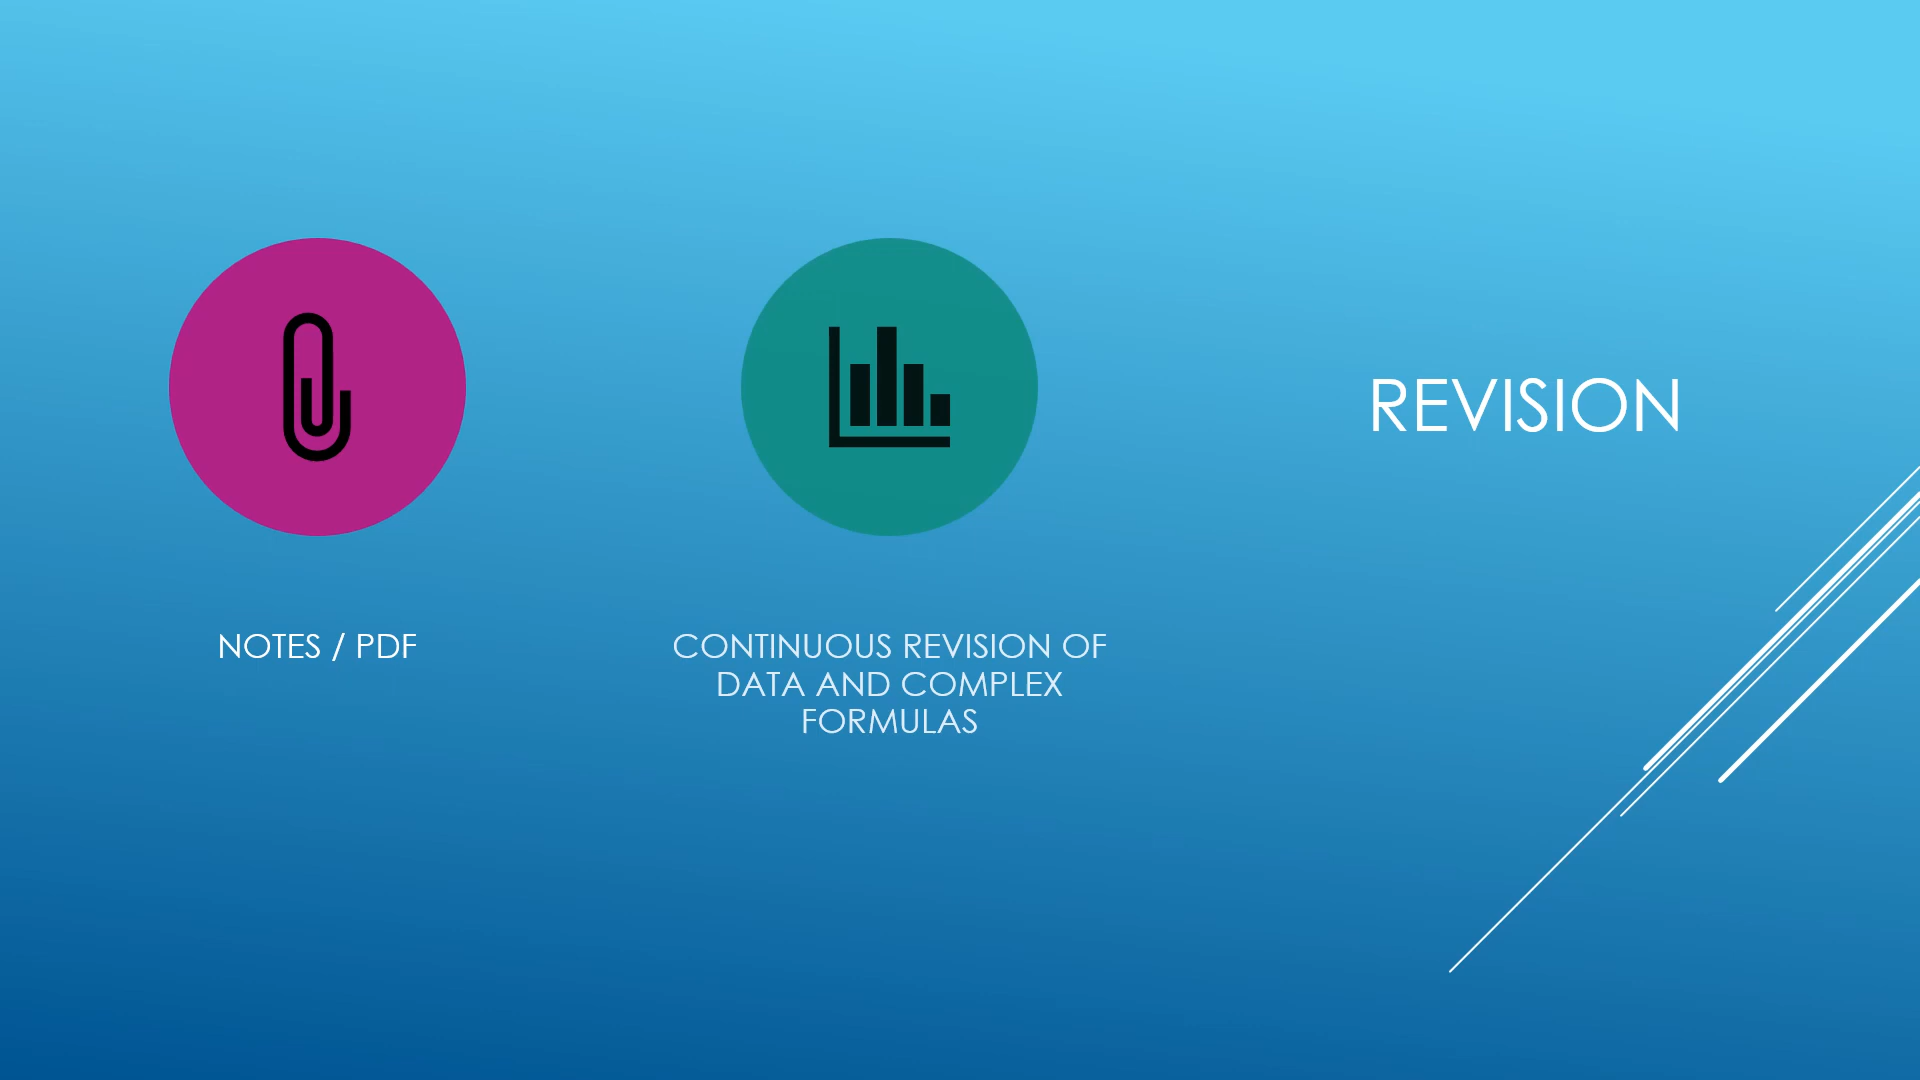 REVISION
NOTES / PDF
CONTINUOUS REVISION OF
DATA AND COMPLEX
FORMULAS